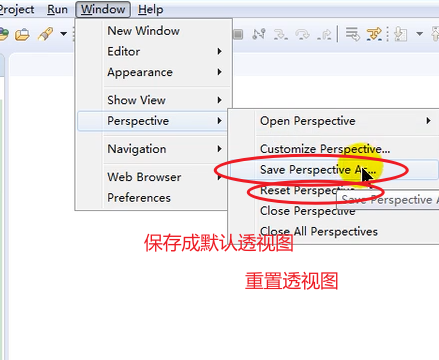 Project Run Window Help
New Window
Editor
Appearance
Show View
Perspective
Navigation
Web Browser
Preferences
Open Perspective
Customize Perspective...
Save Perspective As...
Reset Perspective...
Save Perspective A
Close Perspective
Close All Perspectives
保存成默认透视图
重置透视图